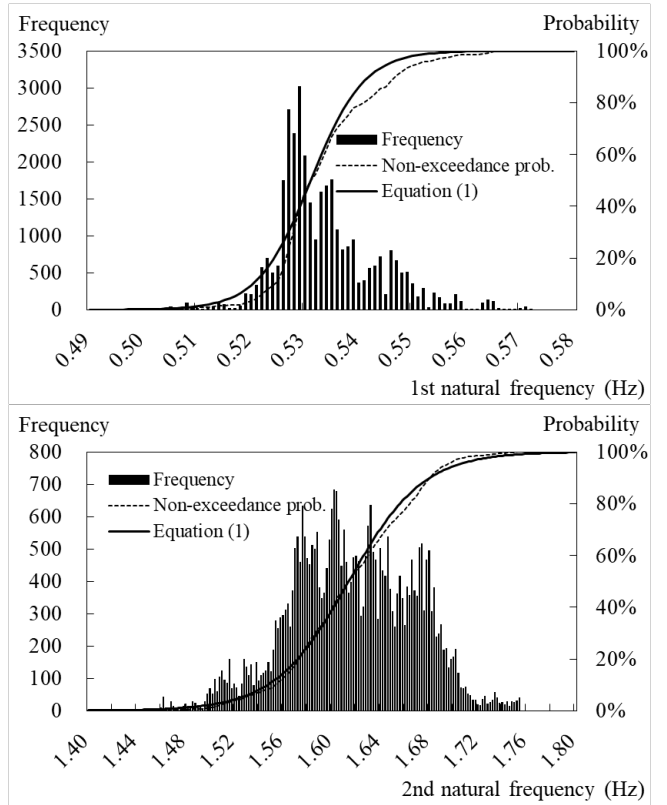 Frequency Probability
3500 100%
3000 80%
2500
2000 60%
1500 40%
1000 20%
500
0 0%
Frequency
Non-exceedance prob.
Equation (1)
0.49 0.50 0.51 0.52 0.53 0.54 0.55 0.56 0.57 0.58
1st natural frequency (Hz)
Frequency Probability
800 100%
700
600 80%
500 60%
400
300 40%
200 20%
100
0 0%
Frequency
Non-exceedance prob.
Equation (1)
1.40 1.44 1.48 1.52 1.56 1.60 1.64 1.68 1.72 1.76 1.80
2nd natural frequency (Hz)